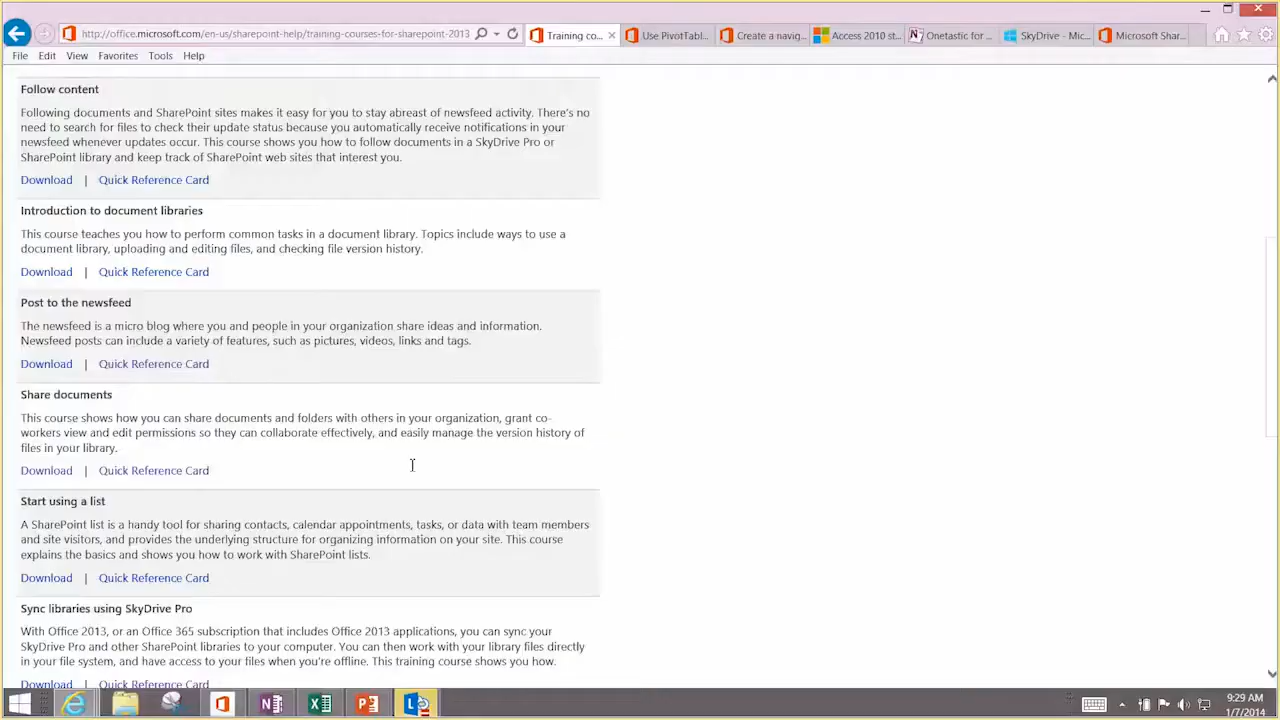 http://office.microsoft.com/en-us/sharepoint-help/training-courses-for-sharepoint-2013
Training co...
Use PivotTabl...
Create a navig...
Access 2010 st...
Onetastic for ...
SkyDrive - Mic...
Microsoft Shar...
File Edit View Favorites Tools Help
Follow content
Following documents and SharePoint sites makes it easy for you to stay abreast of newsfeed activity. There's no
need to search for files to check their update status because you automatically receive notifications in your
newsfeed whenever updates occur. This course shows you how to follow documents in a SkyDrive Pro or
SharePoint library and keep track of SharePoint web sites that interest you.
Download | Quick Reference Card
Introduction to document libraries
This course teaches you how to perform common tasks in a document library. Topics include ways to use a
document library, uploading and editing files, and checking file version history.
Download | Quick Reference Card
Post to the newsfeed
The newsfeed is a micro blog where you and people in your organization share ideas and information.
Newsfeed posts can include a variety of features, such as pictures, videos, links and tags.
Download | Quick Reference Card
Share documents
This course shows how you can share documents and folders with others in your organization, grant co-
workers view and edit permissions so they can collaborate effectively, and easily manage the version history of
files in your library.
Download | Quick Reference Card
Start using a list
A SharePoint list is a handy tool for sharing contacts, calendar appointments, tasks, or data with team members
and site visitors, and provides the underlying structure for organizing information on your site. This course
explains the basics and shows you how to work with SharePoint lists.
Download | Quick Reference Card
Sync libraries using SkyDrive Pro
With Office 2013, or an Office 365 subscription that includes Office 2013 applications, you can sync your
SkyDrive Pro and other SharePoint libraries to your computer. You can then work with your library files directly
in your file system, and have access to your files when you're offline. This training course shows you how.
Download | Quick Reference Card
9:29 AM
1/7/2014